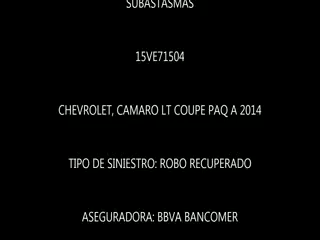 SUBASTASMAS
15VE71504
CHEVROLET, CAMARO LT COUPE PAQ A 2014
TIPO DE SINIESTRO: ROBO RECUPERADO
ASEGURADORA: BBVA BANCOMER